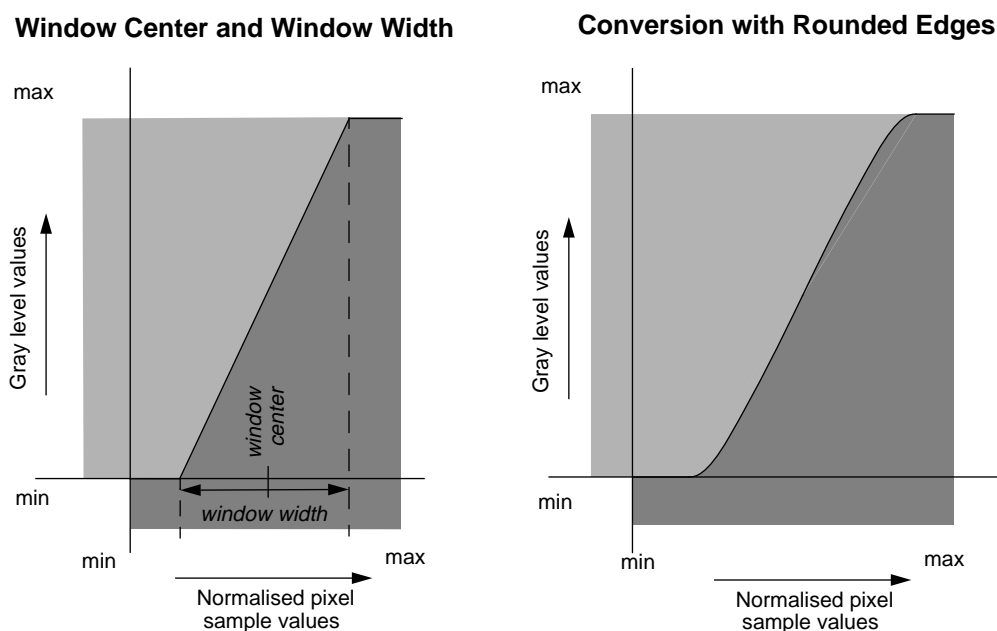 Window Center and Window Width
max
Gray level values
window
center
min
window width
min
max
Normalised pixel
sample values
Conversion with Rounded Edges
max
Gray level values
min
min
max
Normalised pixel
sample values